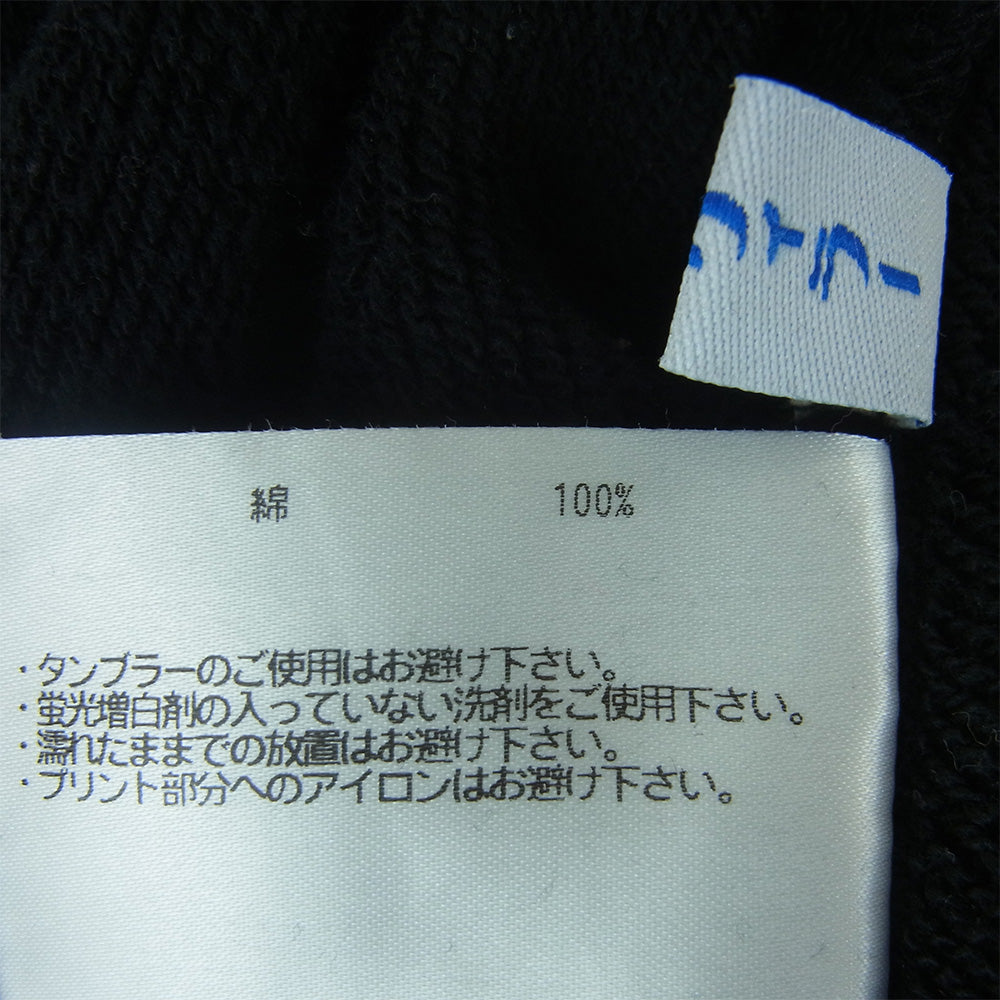 綿 100%
・タンブラーのご使用はお避け下さい。
・蛍光増白剤の入っていない洗剤をご使用下さい。
・濡れたままでの放置はお避け下さい。
・プリント部分へのアイロンはお避け下さい。